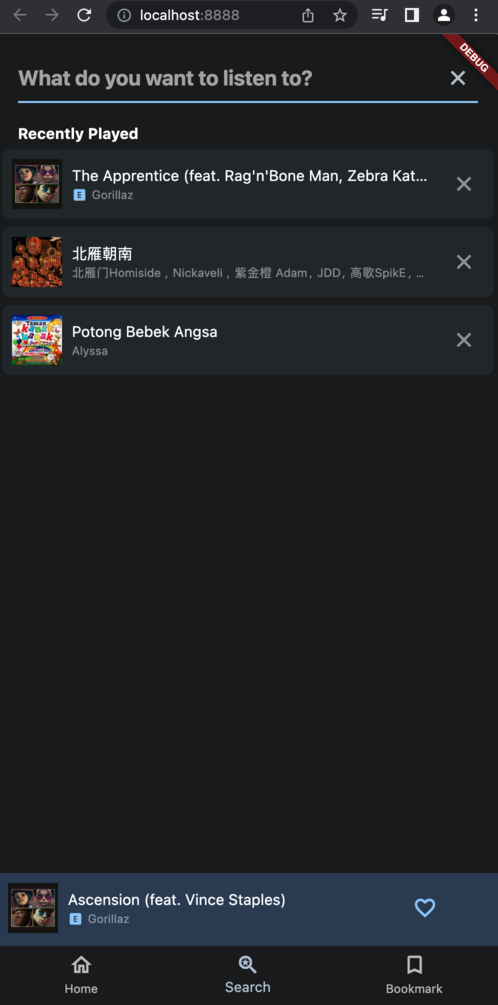 localhost:8888
DEBUG
What do you want to listen to?
Recently Played
The Apprentice (feat. Rag'n'Bone Man, Zebra Kat...
E Gorillaz
北雁朝南
北雁门Homiside , Nickaveli , 紫金橙 Adam, JDD, 高歌SpikE, ...
Potong Bebek Angsa
Alyssa
Ascension (feat. Vince Staples)
E Gorillaz
Home
Search
Bookmark